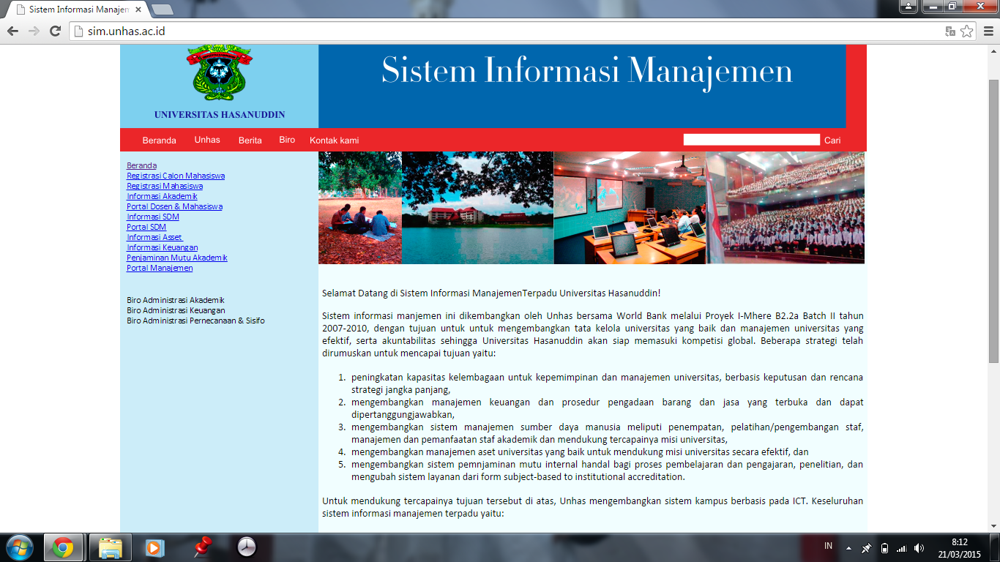 Sistem Informasi Manajem
sim.unhas.ac.id
Sistem Informasi Manajemen
UNIVERSITAS HASANUDDIN
Beranda Unhas Berita Biro Kontak kami Cari
Beranda
Registrasi Calon Mahasiswa
Registrasi Mahasiswa
Informasi Akademik
Portal Dosen & Mahasiswa
Informasi SDM
Portal SDM
Informasi Asset
Informasi Keuangan
Penjaminan Mutu Akademik
Portal Manajemen
Biro Administrasi Akademik
Biro Administrasi Keuangan
Biro Administrasi Pernecanaan & Sisifo
Selamat Datang di Sistem Informasi ManajemenTerpadu Universitas Hasanuddin!
Sistem informasi manjemen ini dikembangkan oleh Unhas bersama World Bank melalui Proyek I-Mhere B2.2a Batch II tahun
2007-2010, dengan tujuan untuk untuk mengembangkan tata kelola universitas yang baik dan manajemen universitas yang
efektif, serta akuntabilitas sehingga Universitas Hasanuddin akan siap memasuki kompetisi global. Beberapa strategi telah
dirumuskan untuk mencapai tujuan yaitu:
1. peningkatan kapasitas kelembagaan untuk kepemimpinan dan manajemen universitas, berbasis keputusan dan rencana
strategi jangka panjang,
2. mengembangkan manajemen keuangan dan prosedur pengadaan barang dan jasa yang terbuka dan dapat
dipertanggungjawabkan,
3. mengembangkan sistem manajemen sumber daya manusia meliputi penempatan, pelatihan/pengembangan staf,
manajemen dan pemanfaatan staf akademik dan mendukung tercapainya misi universitas,
4. mengembangkan manajemen aset universitas yang baik untuk mendukung misi universitas secara efektif, dan
5. mengembangkan sistem pemnjaminan mutu internal handal bagi proses pembelajaran dan pengajaran, penelitian, dan
mengubah sistem layanan dari form subject-based to institutional accreditation.
Untuk mendukung tercapainya tujuan tersebut di atas, Unhas mengembangkan sistem kampus berbasis pada ICT. Keseluruhan
sistem informasi manajemen terpadu yaitu:
IN
8:12
21/03/2015